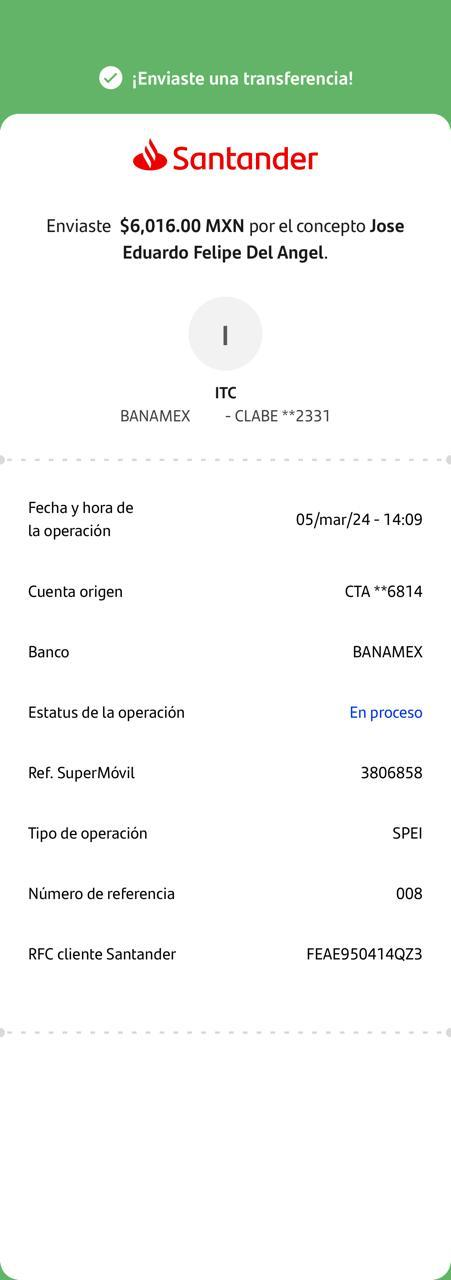 ¡Enviaste una transferencia!
Santander
Enviaste $6,016.00 MXN por el concepto Jose
Eduardo Felipe Del Angel.
I
ITC
BANAMEX - CLABE **2331
Fecha y hora de
la operación
05/mar/24 - 14:09
Cuenta origen CTA **6814
Banco BANAMEX
Estatus de la operación En proceso
Ref. SuperMóvil 3806858
Tipo de operación SPEI
Número de referencia 008
RFC cliente Santander FEAE950414QZ3